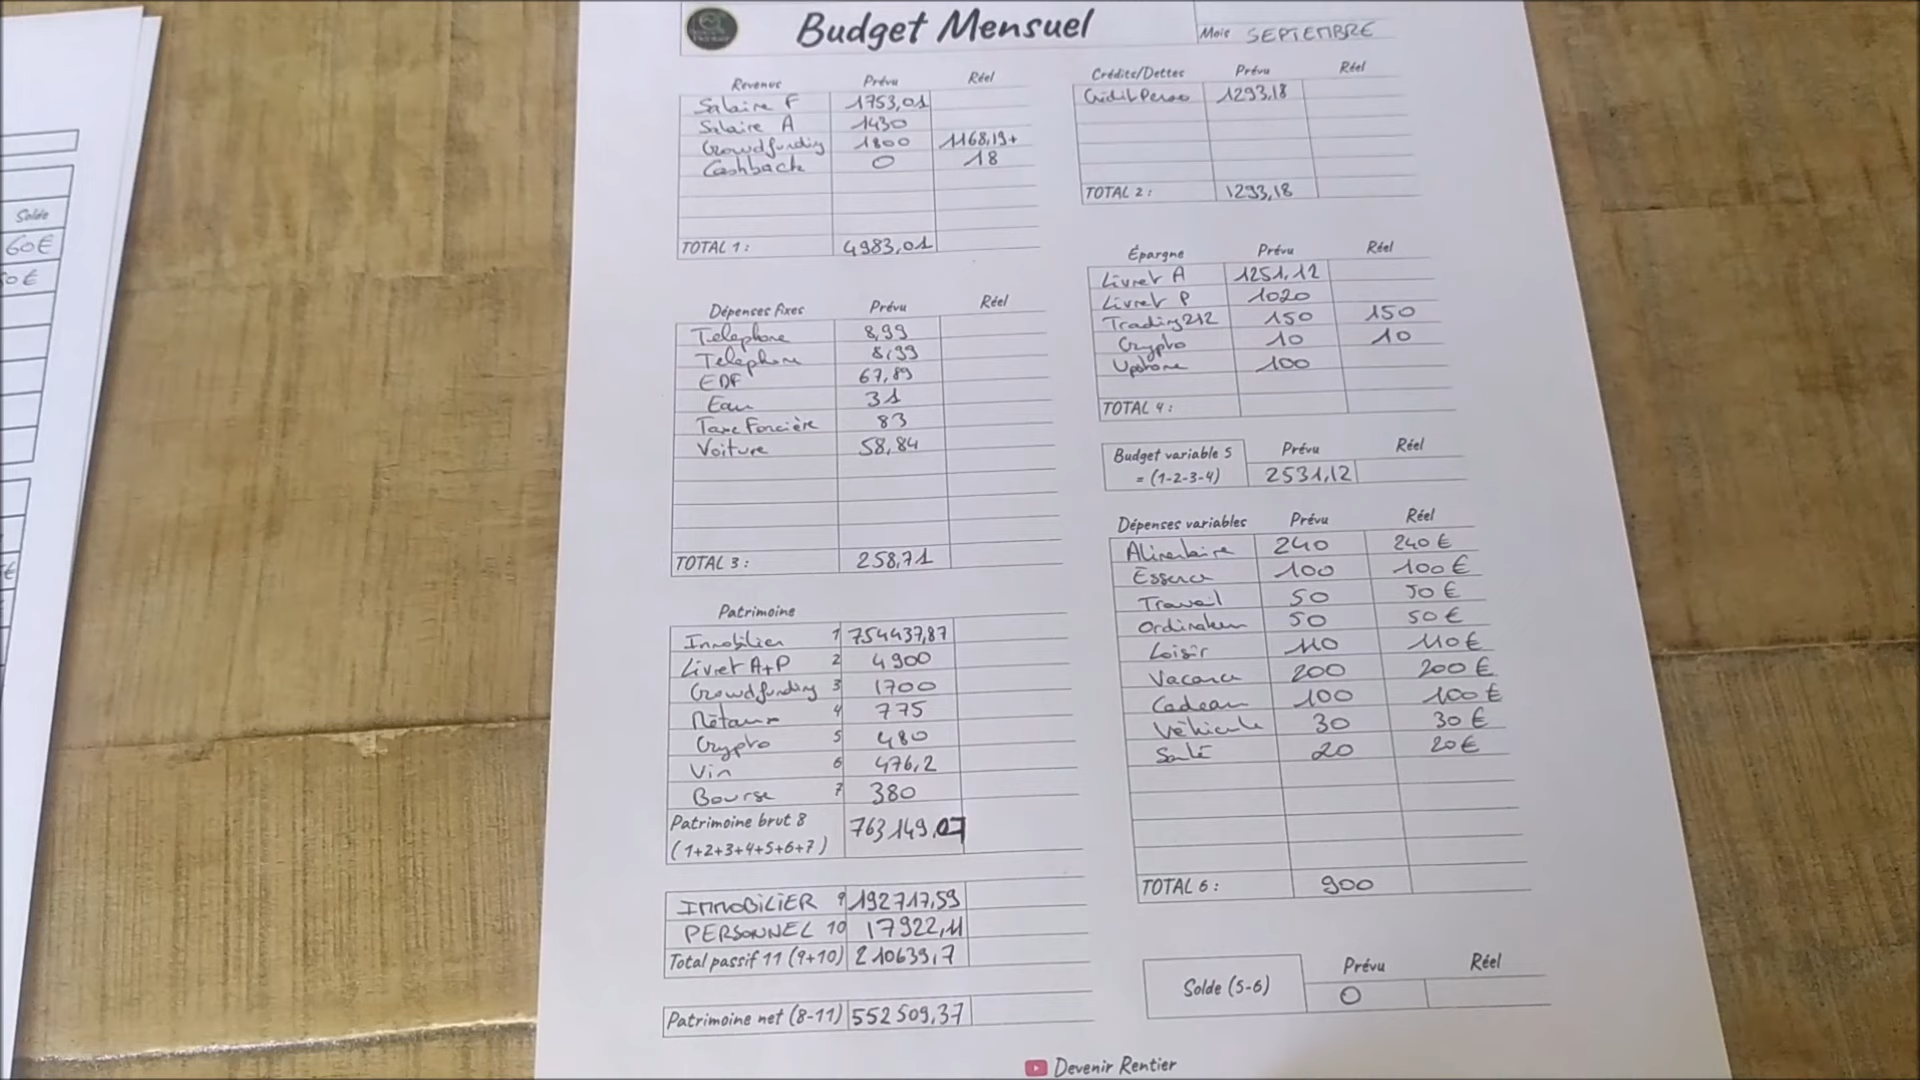 Budget Mensuel
Mois SEPTEMBRE
Revenus Prévu Réel
Salaire F 1753,01
Salaire A 1430
Crowdfunding 1800 1168,19+
Cashback 0 18
TOTAL 1 : 4983,01
Dépenses fixes Prévu Réel
Telephone 8,99
Telephone 8,99
EDF 67,89
Eau 31
Taxe Foncière 83
Voiture 58,84
TOTAL 3 : 258,71
Patrimoine
Immobilier 1 754437,87
Livret A+P 2 4900
Crowdfunding 3 1700
Métaux 4 775
Crypto 5 480
Vin 6 476,2
Bourse 7 380
Patrimoine brut 8 763149,07
(1+2+3+4+5+6+7)
IMMOBILIER 9 192717,59
PERSONNEL 10 17922,11
Total passif 11 (9+10) 210639,7
Patrimoine net (8-11) 552509,37
Crédits/Dettes Prévu Réel
Crédit Perso 1293,18
TOTAL 2 : 1293,18
Épargne Prévu Réel
Livret A 1251,12
Livret P 1020
Trading212 150 150
Crypto 10 10
100
TOTAL 4 :
Budget variable 5 Prévu Réel
= (1-2-3-4) 2531,12
Dépenses variables Prévu Réel
Alimentaire 240 240 €
Essence 100 100 €
Travail 50 50 €
Ordinateur 50 50 €
Loisir 110 110 €
Vacance 200 200 €
Cadeau 100 100 €
Véhicule 30 30 €
Santé 20 20 €
TOTAL 6 : 900
Solde (5-6) Prévu Réel
0
Devenir Rentier
Solde
60 €
0 €